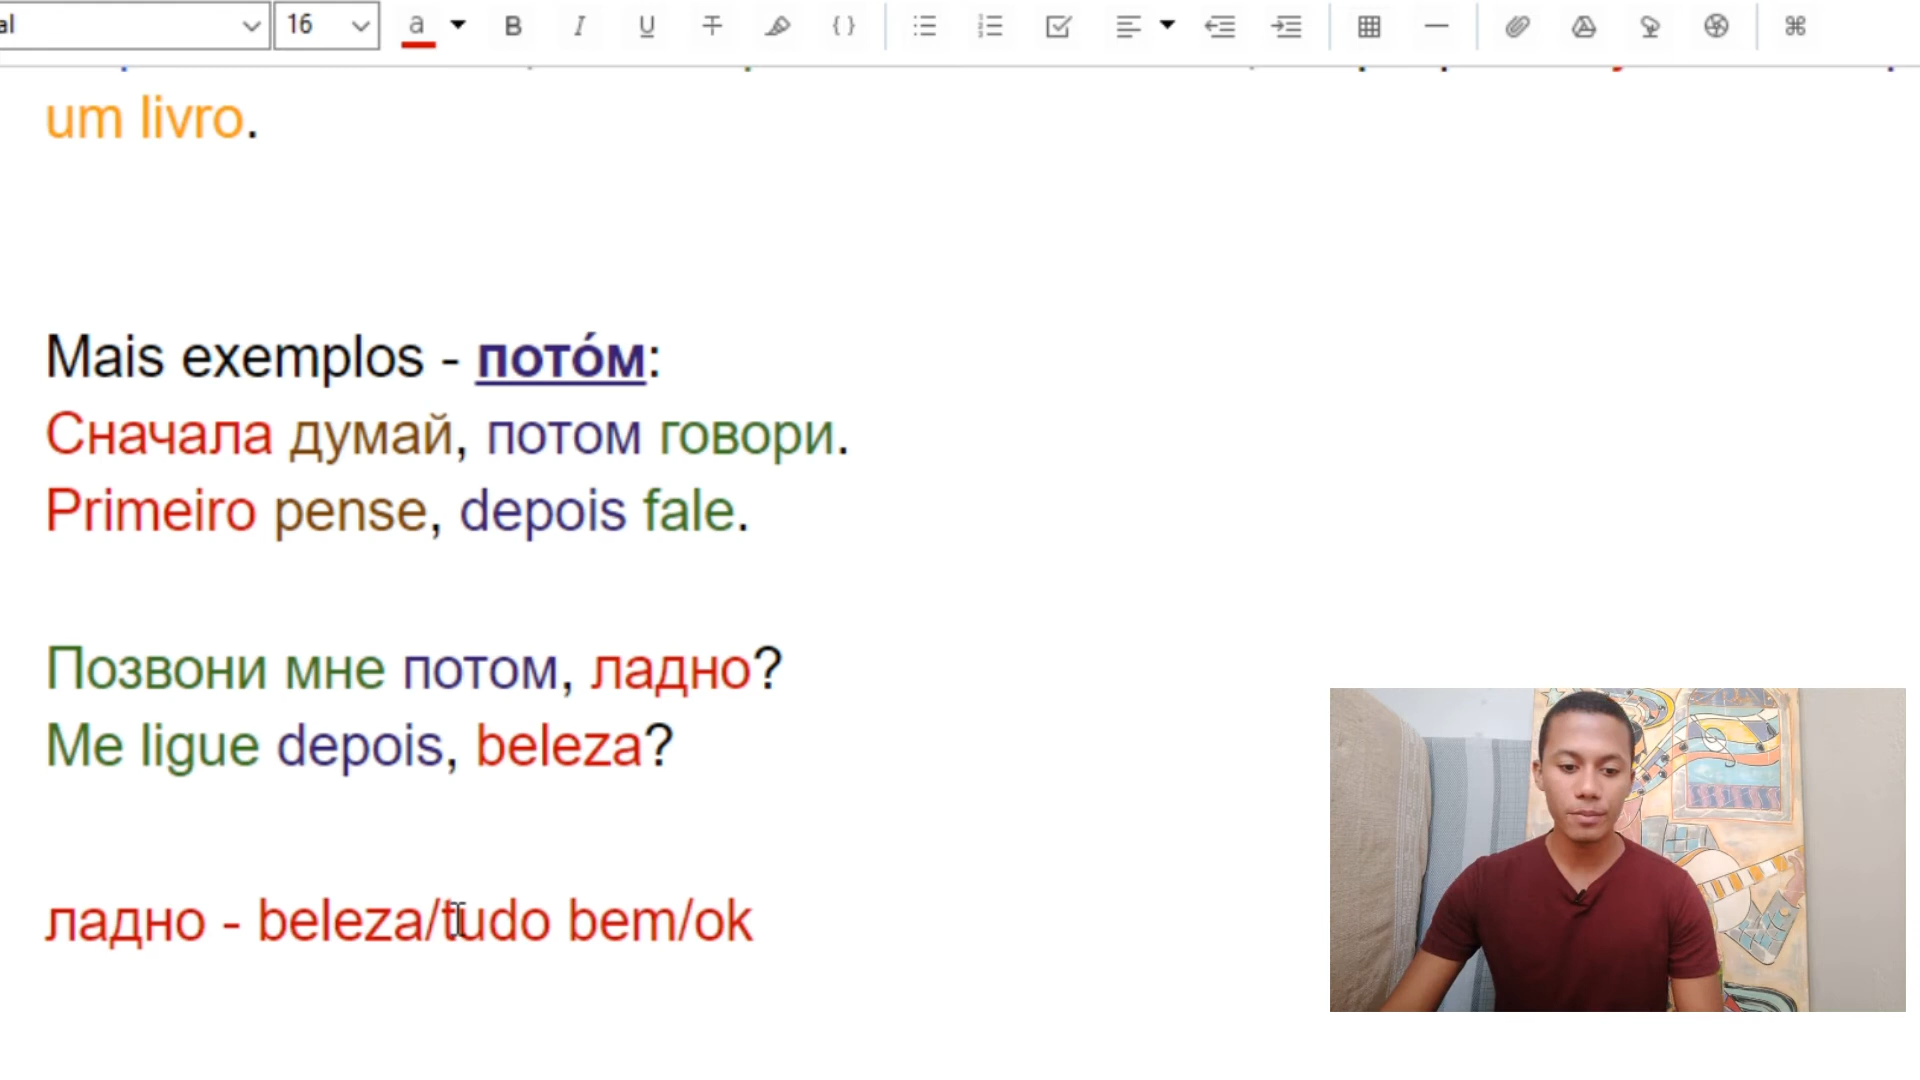 al 16 a B I U T { }
um livro.
Mais exemplos - пото́м:
Сначала думай, потом говори.
Primeiro pense, depois fale.
Позвони мне потом, ладно?
Me ligue depois, beleza?
ладно - beleza/tudo bem/ok